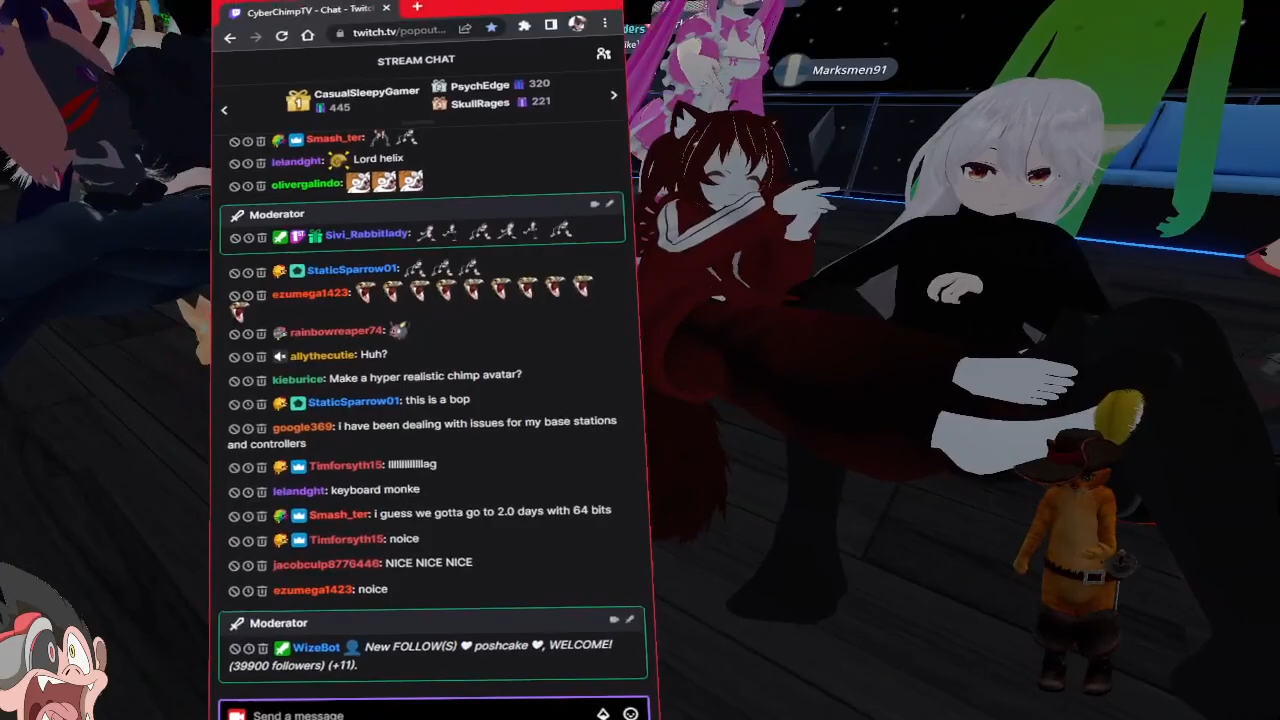 CyberChimpTV - Chat - Twitc
twitch.tv/popout...
STREAM CHAT
CasualSleepyGamer
445
PsychEdge 320
SkullRages 221
Smash_ter:
lelandght: Lord helix
olivergalindo:
Moderator
Sivi_Rabbitlady:
StaticSparrow01:
ezumega1423:
rainbowreaper74:
allythecutie: Huh?
kieburice: Make a hyper realistic chimp avatar?
StaticSparrow01: this is a bop
google369: i have been dealing with issues for my base stations
and controllers
Timforsyth15: lllllllllllllag
lelandght: keyboard monke
Smash_ter: i guess we gotta go to 2.0 days with 64 bits
Timforsyth15: noice
jacobculp8776446: NICE NICE NICE
ezumega1423: noice
Moderator
WizeBot New FOLLOW(S) ❤ poshcake ❤, WELCOME!
(39900 followers) (+11).
Send a message
Marksmen91